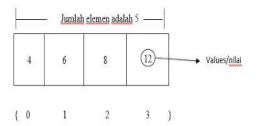 Jumlah elemen adalah 5
4 6 8 12
Values/nilai
{ 0 1 2 3 }